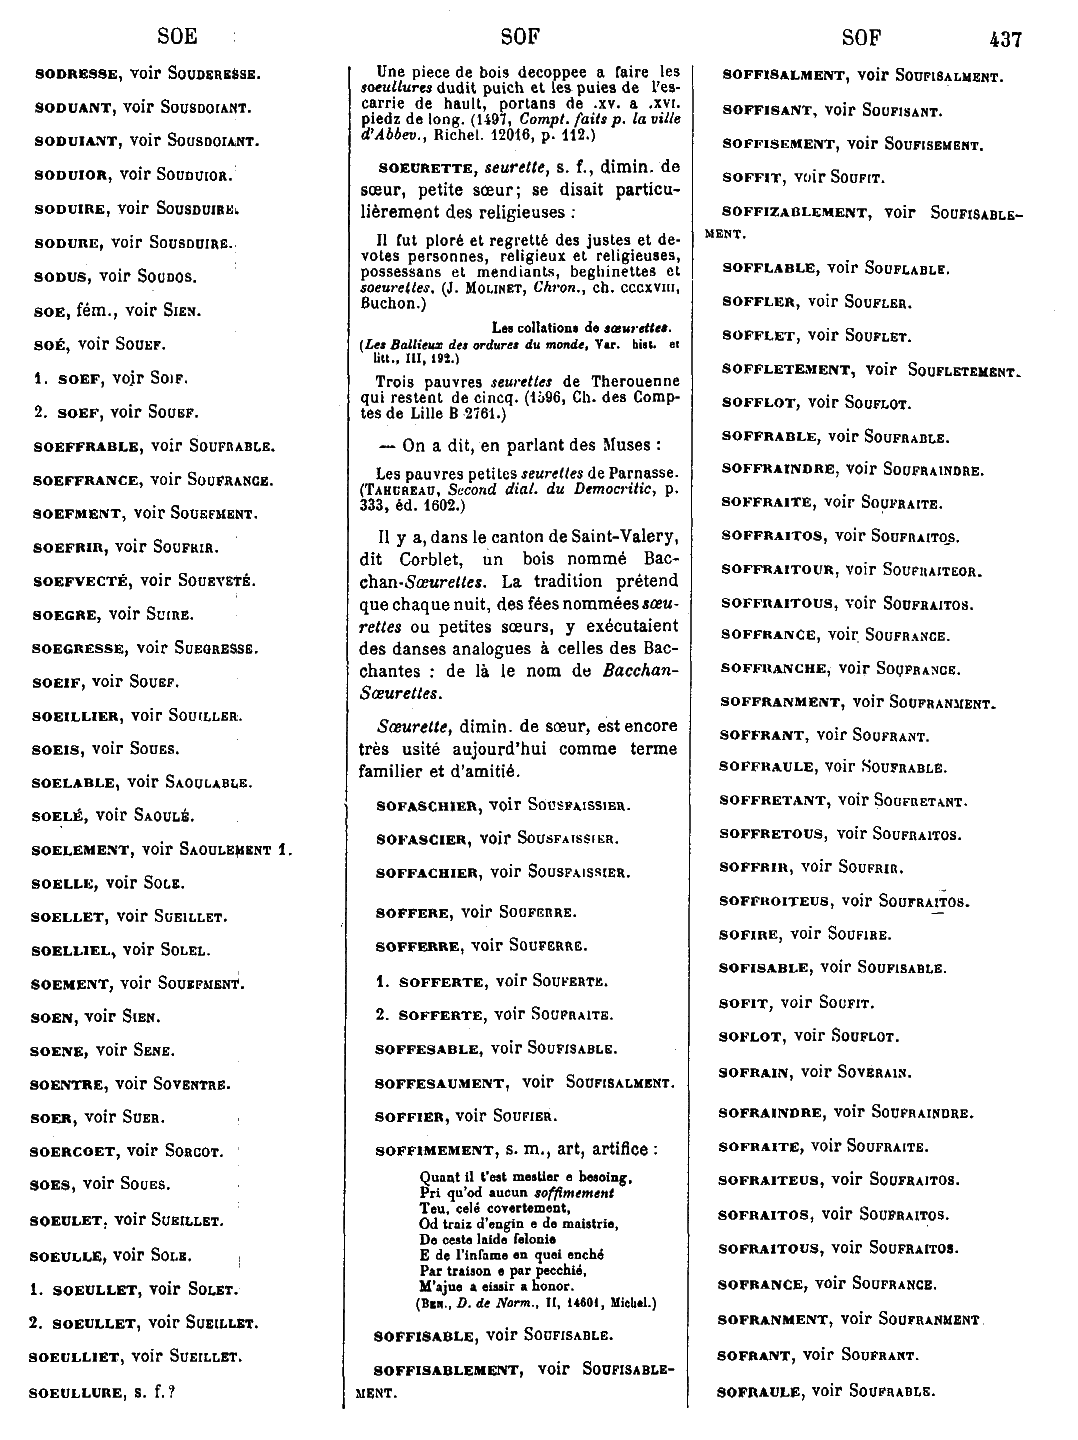 SOE
SOF
SOF 437
SODRESSE, voir SOUDERESSE.
SODUANT, voir SOUSDOIANT.
SODUIANT, voir SOUSDOIANT.
SODUIOR, voir SOUDUIOR.
SODUIRE, voir SOUSDUIRE.
SODURE, voir SOUSDUIRE.
SODUS, voir SOUDOS.
SOE, fém., voir SIEN.
SOÉ, voir SOUEF.
1. SOEF, voir SOIF.
2. SOEF, voir SOUEF.
SOEFFRABLE, voir SOUFRABLE.
SOEFFRANCE, voir SOUFRANCE.
SOEFMENT, voir SOUEFMENT.
SOEFRIR, voir SOUFRIR.
SOEFVECTÉ, voir SOUEVETÉ.
SOEGRE, voir SUIRE.
SOEGRESSE, voir SUEGRESSE.
SOEIF, voir SOUEF.
SOEILLIER, voir SOUILLER.
SOEIS, voir SOUES.
SOELABLE, voir SAOULABLE.
SOELÉ, voir SAOULÉ.
SOELEMENT, voir SAOULEMENT 1.
SOELLE, voir SOLE.
SOELLET, voir SUEILLET.
SOELLIEL, voir SOLEL.
SOEMENT, voir SOUEFMENT.
SOEN, voir SIEN.
SOENE, voir SENE.
SOENTRE, voir SOVENTRE.
SOER, voir SUER.
SOERCOET, voir SORCOT.
SOES, voir SOUES.
SOEULET, voir SUEILLET.
SOEULLE, voir SOLE.
1. SOEULLET, voir SOLET.
2. SOEULLET, voir SUEILLET.
SOEULLIET, voir SUEILLET.
SOEULLURE, s. f. ?
Une piece de bois decoppee a faire les
soeullures dudit puich et les puies de l'es-
carrie de hault, portans de .xv. a .xvi.
piedz de long. (1497, Compt. faits p. la ville
d'Abbev., Richel. 12016, p. 112.)
SOEURETTE, seurette, s. f., dimin. de
sœur, petite sœur; se disait particu-
lièrement des religieuses :
Il fut ploré et regretté des justes et de-
votes personnes, religieux et religieuses,
possessans et mendiants, beghinettes et
soeurettes. (J. MOLINET, Chron., ch. CCCXVIII,
Buchon.)
Les collations de sœurettes.
(Les Ballieux des ordures du monde, Var. hist. et
litt., III, 192.)
Trois pauvres seurettes de Therouenne
qui restent de cincq. (1596, Ch. des Comp-
tes de Lille B 2761.)
— On a dit, en parlant des Muses :
Les pauvres petites seurettes de Parnasse.
(TAHUREAU, Second dial. du Democritic, p.
333, éd. 1602.)
Il y a, dans le canton de Saint-Valery,
dit Corblet, un bois nommé Bac-
chan-Sœurettes. La tradition prétend
que chaque nuit, des fées nommées sœu-
rettes ou petites sœurs, y exécutaient
des danses analogues à celles des Bac-
chantes : de là le nom de Bacchan-
Sœurettes.
Sœurette, dimin. de sœur, est encore
très usité aujourd'hui comme terme
familier et d'amitié.
SOFASCHIER, voir SOUSFAISSIER.
SOFASCIER, voir SOUSFAISSIER.
SOFFACHIER, voir SOUSFAISSIER.
SOFFERE, voir SOUFERRE.
SOFFERRE, voir SOUFERRE.
1. SOFFERTE, voir SOUFERTE.
2. SOFFERTE, voir SOUFRAITE.
SOFFESABLE, voir SOUFISABLE.
SOFFESAUMENT, voir SOUFISALMENT.
SOFFIER, voir SOUFIER.
SOFFIMEMENT, s. m., art, artifice :
Quant il t'est mestier e besoing,
Pri qu'od aucun soffimement
Teu, celé covertement,
Od traiz d'engin e de maistrie,
De ceste laide felonie
E de l'infame en quei enché
Par traison e par pecchié,
M'ajue a eissir a honor.
(BEN., D. de Norm., II, 14601, Michel.)
SOFFISABLE, voir SOUFISABLE.
SOFFISABLEMENT, voir SOUFISABLE-
MENT.
SOFFISALMENT, voir SOUFISALMENT.
SOFFISANT, voir SOUFISANT.
SOFFISEMENT, voir SOUFISEMENT.
SOFFIT, voir SOUFIT.
SOFFIZABLEMENT, voir SOUFISABLE-
MENT.
SOFFLABLE, voir SOUFLABLE.
SOFFLER, voir SOUFLER.
SOFFLET, voir SOUFLET.
SOFFLETEMENT, voir SOUFLETEMENT.
SOFFLOT, voir SOUFLOT.
SOFFRABLE, voir SOUFRABLE.
SOFFRAINDRE, voir SOUFRAINDRE.
SOFFRAITE, voir SOUFRAITE.
SOFFRAITOS, voir SOUFRAITOS.
SOFFRAITOUR, voir SOUFRAITEOR.
SOFFRAITOUS, voir SOUFRAITOS.
SOFFRANCE, voir SOUFRANCE.
SOFFRANCHE, voir SOUFRANCE.
SOFFRANMENT, voir SOUFRANMENT.
SOFFRANT, voir SOUFRANT.
SOFFRAULE, voir SOUFRABLE.
SOFFRETANT, voir SOUFRETANT.
SOFFRETOUS, voir SOUFRAITOS.
SOFFRIR, voir SOUFRIR.
SOFFROITEUS, voir SOUFRAITOS.
SOFIRE, voir SOUFIRE.
SOFISABLE, voir SOUFISABLE.
SOFIT, voir SOUFIT.
SOFLOT, voir SOUFLOT.
SOFRAIN, voir SOVERAIN.
SOFRAINDRE, voir SOUFRAINDRE.
SOFRAITE, voir SOUFRAITE.
SOFRAITEUS, voir SOUFRAITOS.
SOFRAITOS, voir SOUFRAITOS.
SOFRAITOUS, voir SOUFRAITOS.
SOFRANCE, voir SOUFRANCE.
SOFRANMENT, voir SOUFRANMENT
SOFRANT, voir SOUFRANT.
SOFRAULE, voir SOUFRABLE.